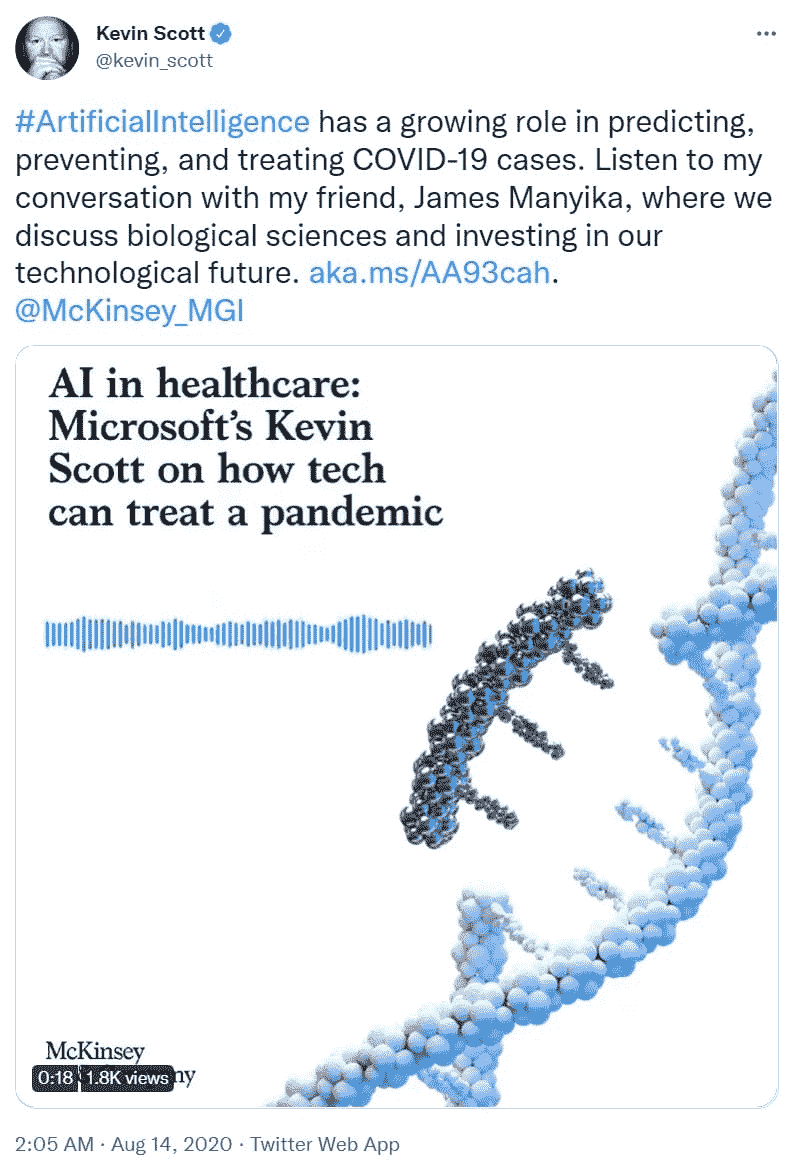 Kevin Scott
@kevin_scott
#ArtificialIntelligence has a growing role in predicting,
preventing, and treating COVID-19 cases. Listen to my
conversation with my friend, James Manyika, where we
discuss biological sciences and investing in our
technological future. aka.ms/AA93cah.
@McKinsey_MGI
AI in healthcare:
Microsoft's Kevin
Scott on how tech
can treat a pandemic
McKinsey
0:18 1.8K views
2:05 AM · Aug 14, 2020 · Twitter Web App